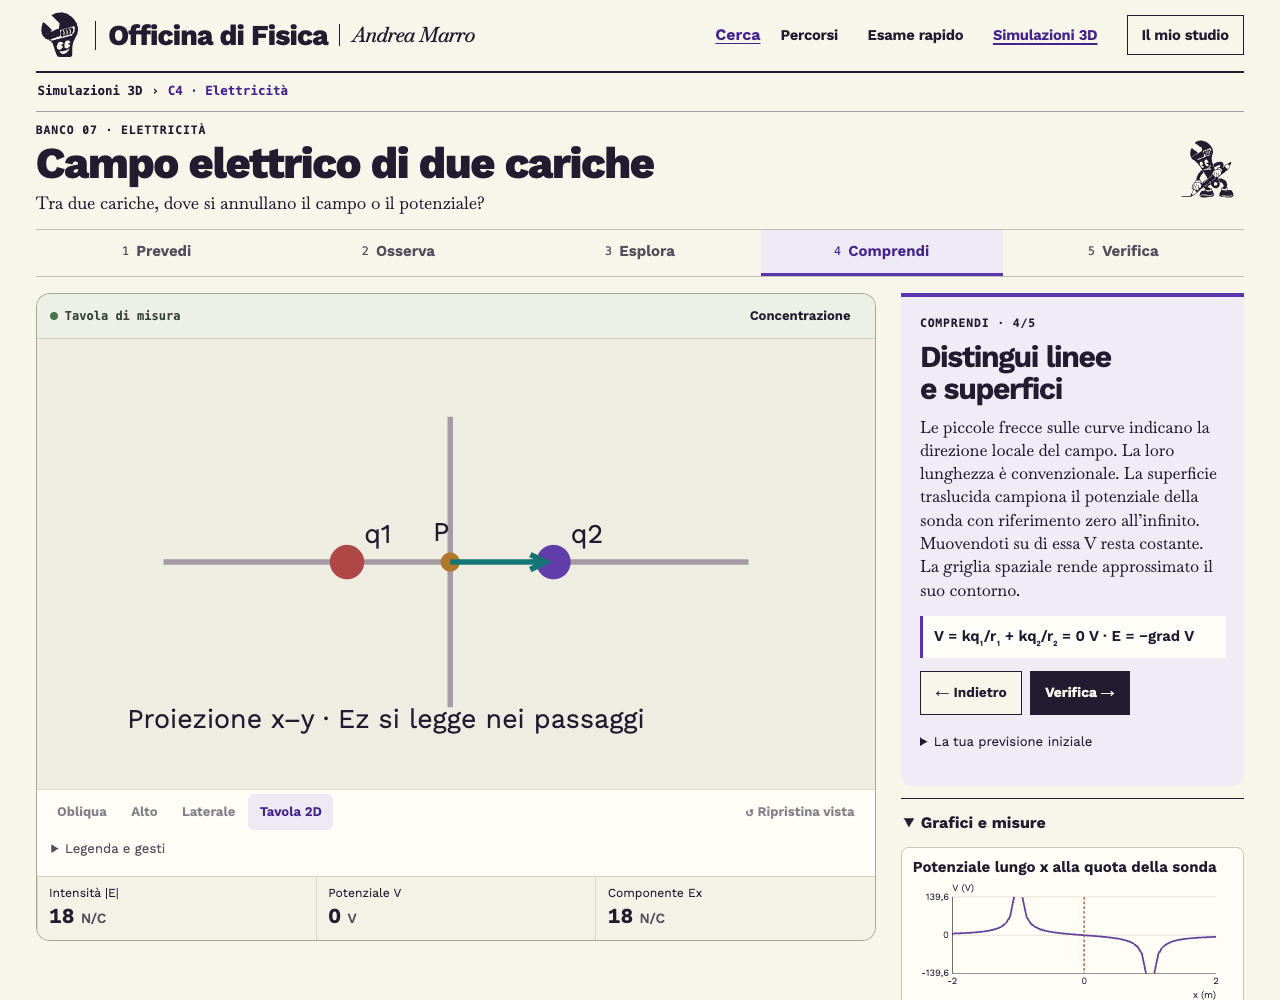 Officina di Fisica
Andrea Marro
Cerca
Percorsi
Esame rapido
Simulazioni 3D
Il mio studio
Simulazioni 3D › C4 · Elettricità
BANCO 07 · ELETTRICITÀ
Campo elettrico di due cariche
Tra due cariche, dove si annullano il campo o il potenziale?
1 Prevedi
2 Osserva
3 Esplora
4 Comprendi
5 Verifica
Tavola di misura
Concentrazione
q1
P
q2
Proiezione x–y · Ez si legge nei passaggi
Obliqua
Alto
Laterale
Tavola 2D
↺ Ripristina vista
▶ Legenda e gesti
Intensità |E|
18 N/C
Potenziale V
0 V
Componente Ex
18 N/C
COMPRENDI · 4/5
Distingui linee
e superfici
Le piccole frecce sulle curve indicano la
direzione locale del campo. La loro
lunghezza è convenzionale. La superficie
traslucida campiona il potenziale della
sonda con riferimento zero all’infinito.
Muovendoti su di essa V resta costante.
La griglia spaziale rende approssimato il
suo contorno.
V = kq₁/r₁ + kq₂/r₂ = 0 V · E = −grad V
← Indietro
Verifica →
▶ La tua previsione iniziale
▼ Grafici e misure
Potenziale lungo x alla quota della sonda
V (V)
139,6
0
-139,6
-2
0
2
x (m)